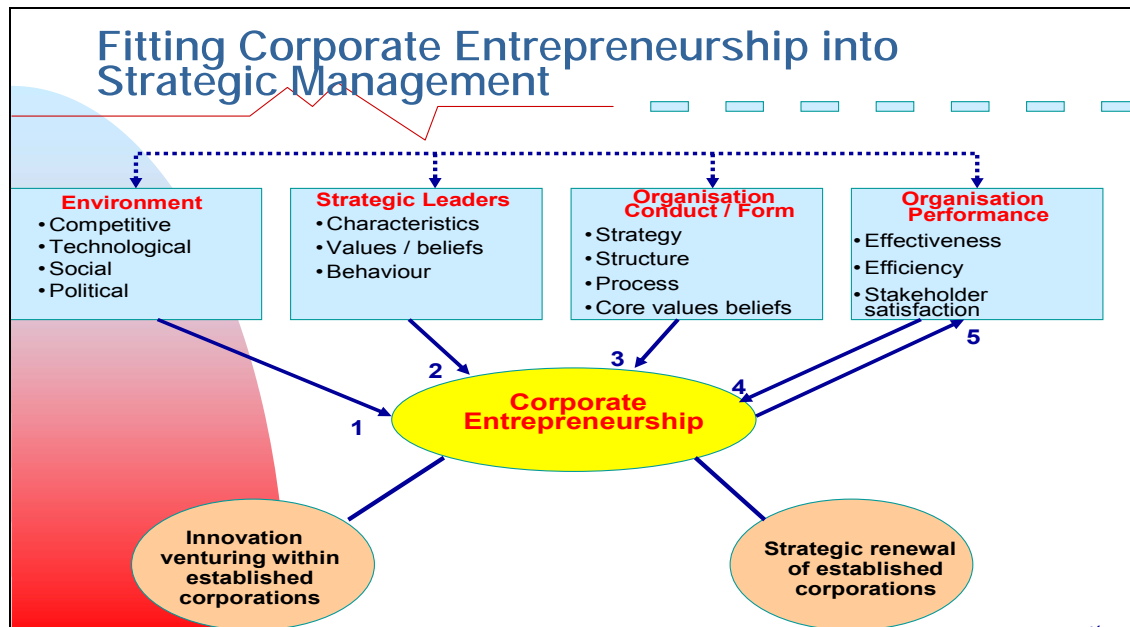 Fitting Corporate Entrepreneurship into
Strategic Management
Environment
• Competitive
• Technological
• Social
• Political
Strategic Leaders
• Characteristics
• Values / beliefs
• Behaviour
Organisation
Conduct / Form
• Strategy
• Structure
• Process
• Core values beliefs
Organisation
Performance
• Effectiveness
• Efficiency
• Stakeholder
satisfaction
1
2
3
4
5
Corporate
Entrepreneurship
Innovation
venturing within
established
corporations
Strategic renewal
of established
corporations